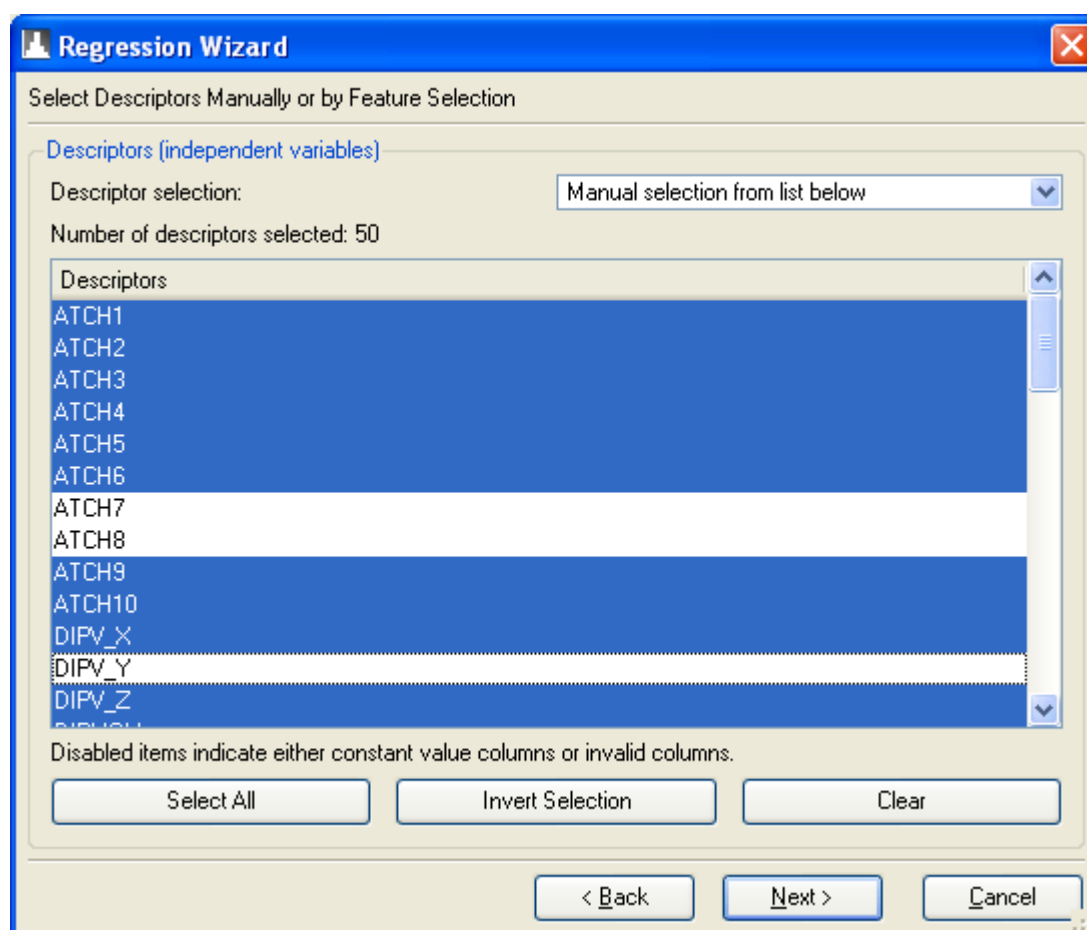 Regression Wizard
Select Descriptors Manually or by Feature Selection
Descriptors (independent variables)
Descriptor selection: Manual selection from list below
Number of descriptors selected: 50
Descriptors
ATCH1
ATCH2
ATCH3
ATCH4
ATCH5
ATCH6
ATCH7
ATCH8
ATCH9
ATCH10
DIPV_X
DIPV_Y
DIPV_Z
Disabled items indicate either constant value columns or invalid columns.
Select All Invert Selection Clear
< Back Next > Cancel